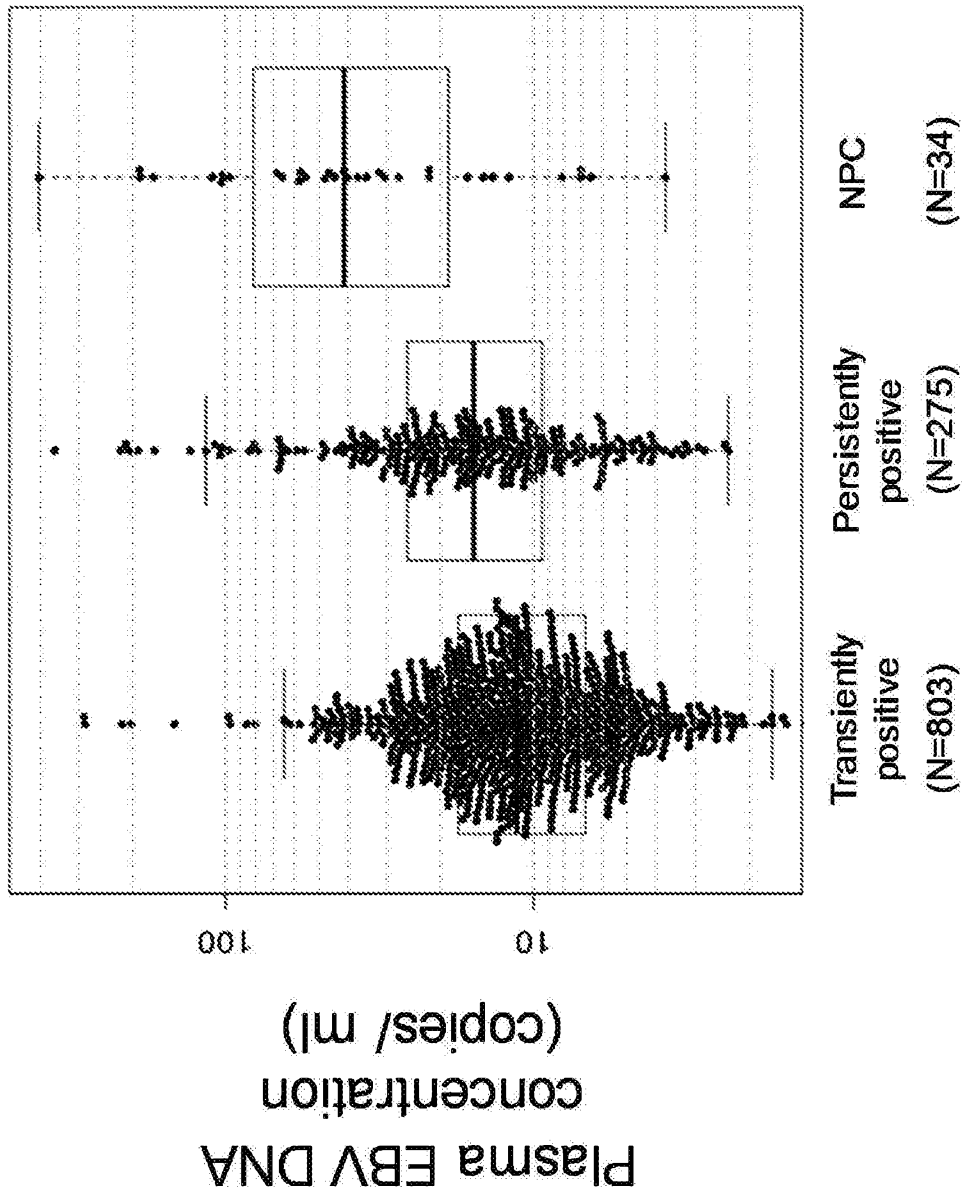 Plasma EBV DNA
concentration
(copies/ ml)
100
10
Transiently
positive
(N=803)
Persistently
positive
(N=275)
NPC
(N=34)